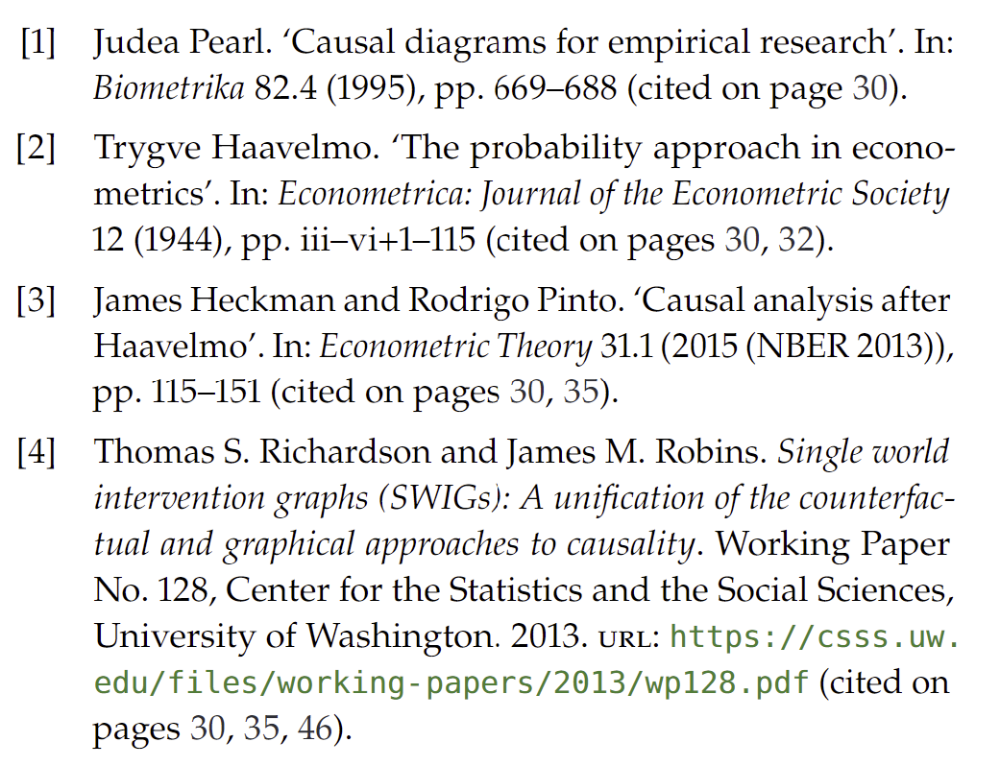 [1] Judea Pearl. ‘Causal diagrams for empirical research’. In:
Biometrika 82.4 (1995), pp. 669–688 (cited on page 30).
[2] Trygve Haavelmo. ‘The probability approach in econo-
metrics’. In: Econometrica: Journal of the Econometric Society
12 (1944), pp. iii–vi+1–115 (cited on pages 30, 32).
[3] James Heckman and Rodrigo Pinto. ‘Causal analysis after
Haavelmo’. In: Econometric Theory 31.1 (2015 (NBER 2013)),
pp. 115–151 (cited on pages 30, 35).
[4] Thomas S. Richardson and James M. Robins. Single world
intervention graphs (SWIGs): A unification of the counterfac-
tual and graphical approaches to causality. Working Paper
No. 128, Center for the Statistics and the Social Sciences,
University of Washington. 2013. URL: https://csss.uw.
edu/files/working-papers/2013/wp128.pdf (cited on
pages 30, 35, 46).